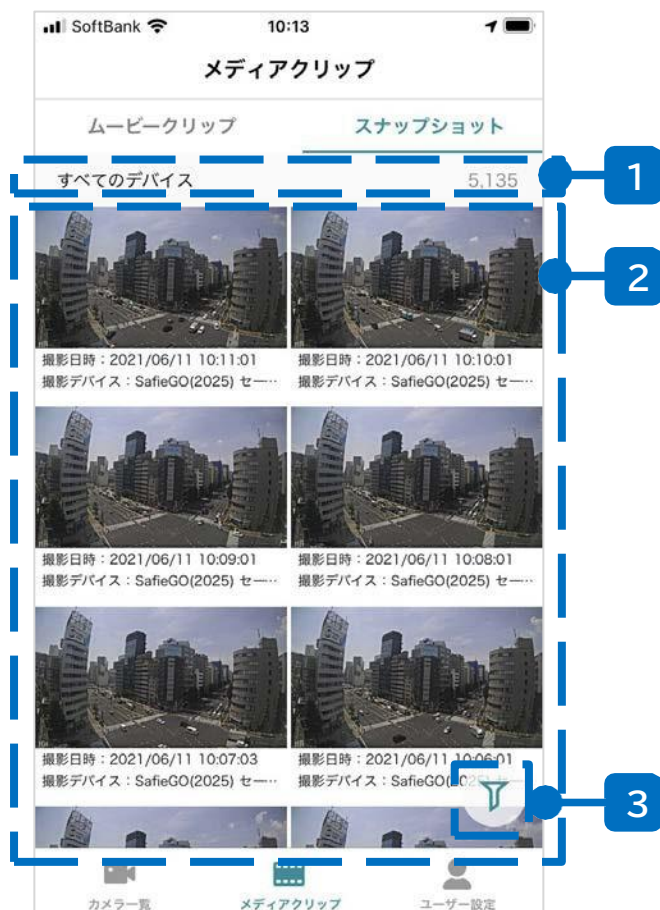 SoftBank 10:13
メディアクリップ
ムービークリップ スナップショット
すべてのデバイス 5,135
1
2
撮影日時：2021/06/11 10:11:01 撮影日時：2021/06/11 10:10:01
撮影デバイス：SafieGO(2025) セー… 撮影デバイス：SafieGO(2025) セー…
撮影日時：2021/06/11 10:09:01 撮影日時：2021/06/11 10:08:01
撮影デバイス：SafieGO(2025) セー… 撮影デバイス：SafieGO(2025) セー…
撮影日時：2021/06/11 10:07:03 撮影日時：2021/06/11 10:06:01
撮影デバイス：SafieGO(2025) セー… 撮影デバイス：SafieGO(
3
カメラ一覧 メディアクリップ ユーザー設定